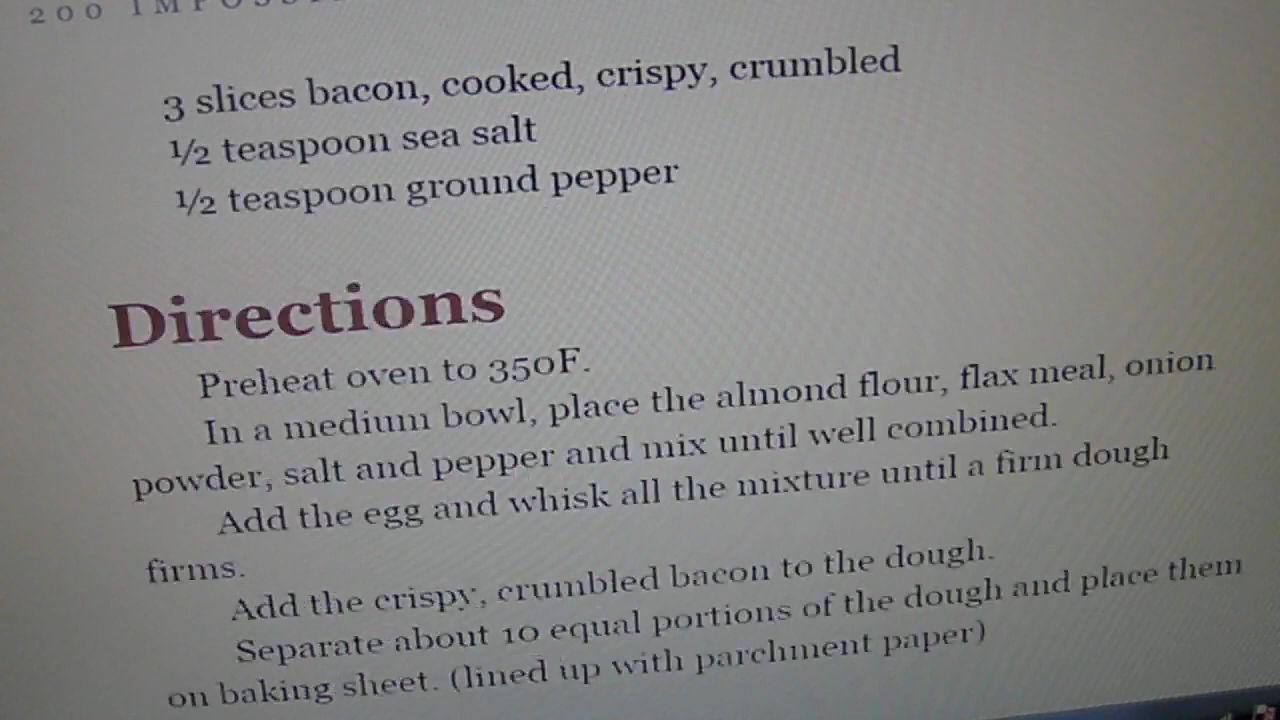 200
3 slices bacon, cooked, crispy, crumbled
½ teaspoon sea salt
½ teaspoon ground pepper
Directions
Preheat oven to 350F.
In a medium bowl, place the almond flour, flax meal, onion
powder, salt and pepper and mix until well combined.
Add the egg and whisk all the mixture until a firm dough
firms.
Add the crispy, crumbled bacon to the dough.
Separate about 10 equal portions of the dough and place them
on baking sheet. (lined up with parchment paper)